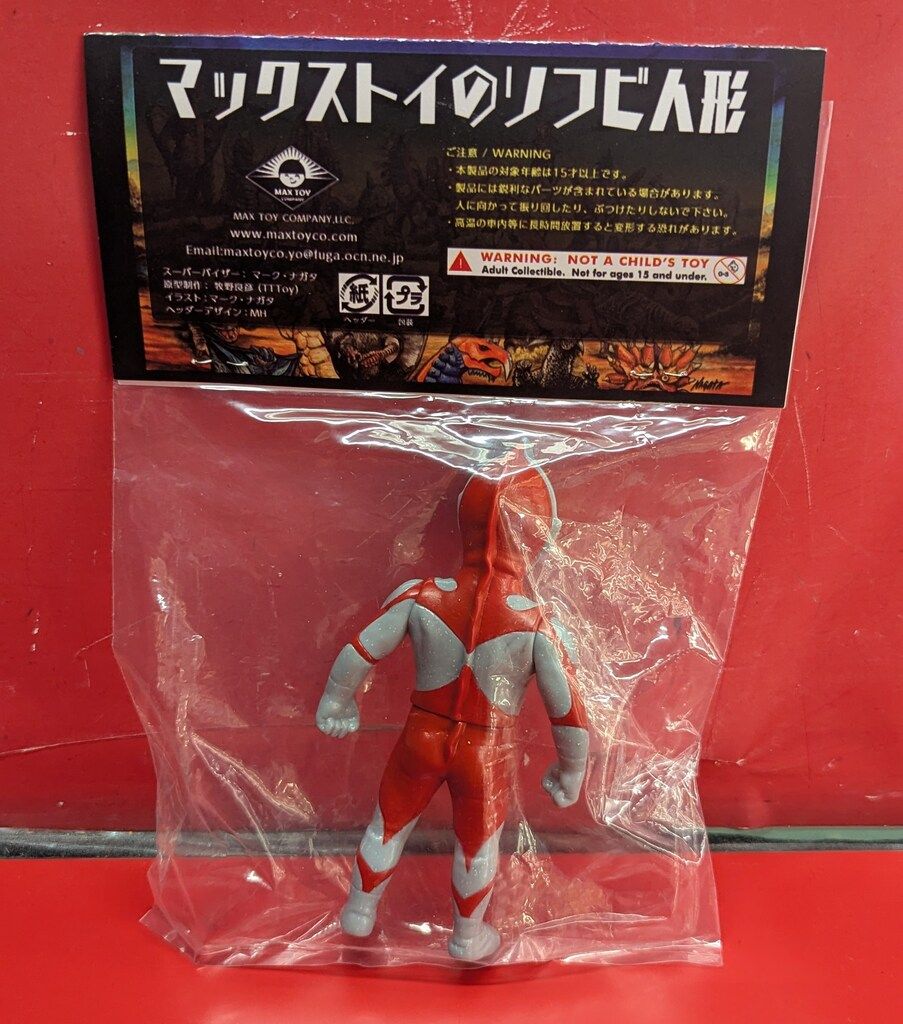 マックストイのソフビ人形
MAX TOY
COMPANY
MAX TOY COMPANY,LLC.
www.maxtoyco.com
Email:maxtoyco.yo@fuga.ocn.ne.jp
スーパーバイザー：マーク・ナガタ
原型制作：牧野良彦 (TTToy)
イラスト：マーク・ナガタ
ヘッダーデザイン：MH
紙
ヘッダー
プラ
包装
ご注意 / WARNING
・本製品の対象年齢は15才以上です。
・製品には鋭利なパーツが含まれている場合があります。
人に向かって振り回したり、ぶつけたりしないで下さい。
・高温の車内等に長時間放置すると変形する恐れがあります。
WARNING: NOT A CHILD'S TOY
Adult Collectible. Not for ages 15 and under.
NAGATA